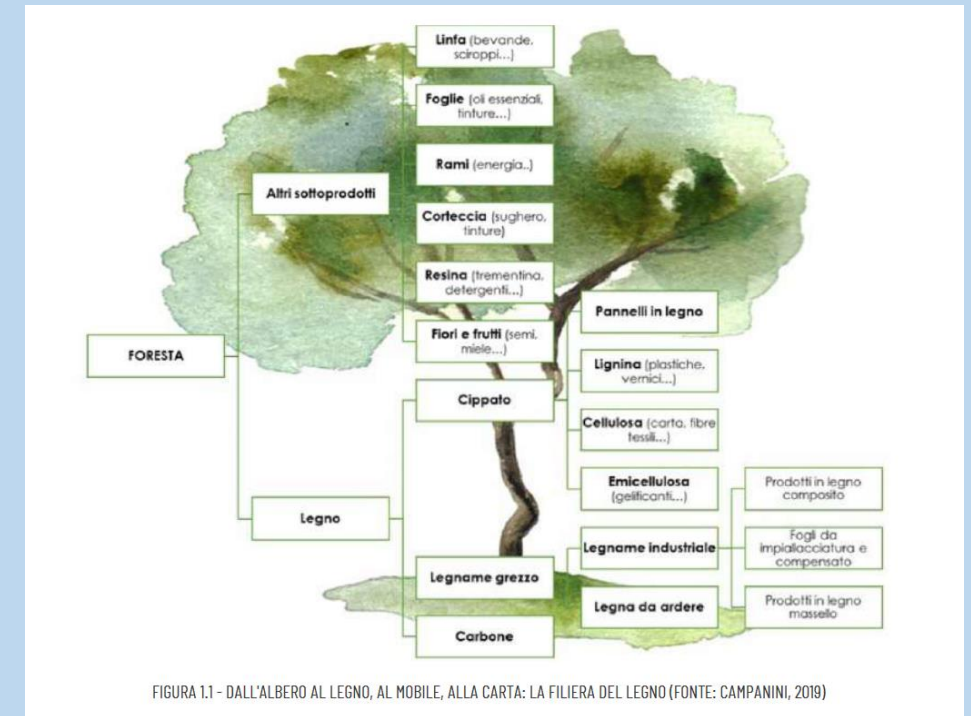 Linfa (bevande,
sciroppi...)
Foglie (oli essenziali,
tinture...)
Rami (energia..)
Altri sottoprodotti
Corteccia (sughero,
tinture)
Resina (trementina,
detergenti...)
Fiori e frutti (semi,
miele...)
FORESTA
Legno
Cippato
Pannelli in legno
Lignina (plastiche,
vernici...)
Cellulosa (carta, fibre
tessili...)
Emicellulosa
(gelificanti...)
Legname grezzo
Legname industriale
Prodotti in legno
composito
Fogli da
impiallacciatura e
compensato
Prodotti in legno
massello
Legna da ardere
Carbone
FIGURA 1.1 - DALL'ALBERO AL LEGNO, AL MOBILE, ALLA CARTA: LA FILIERA DEL LEGNO (FONTE: CAMPANINI, 2019)